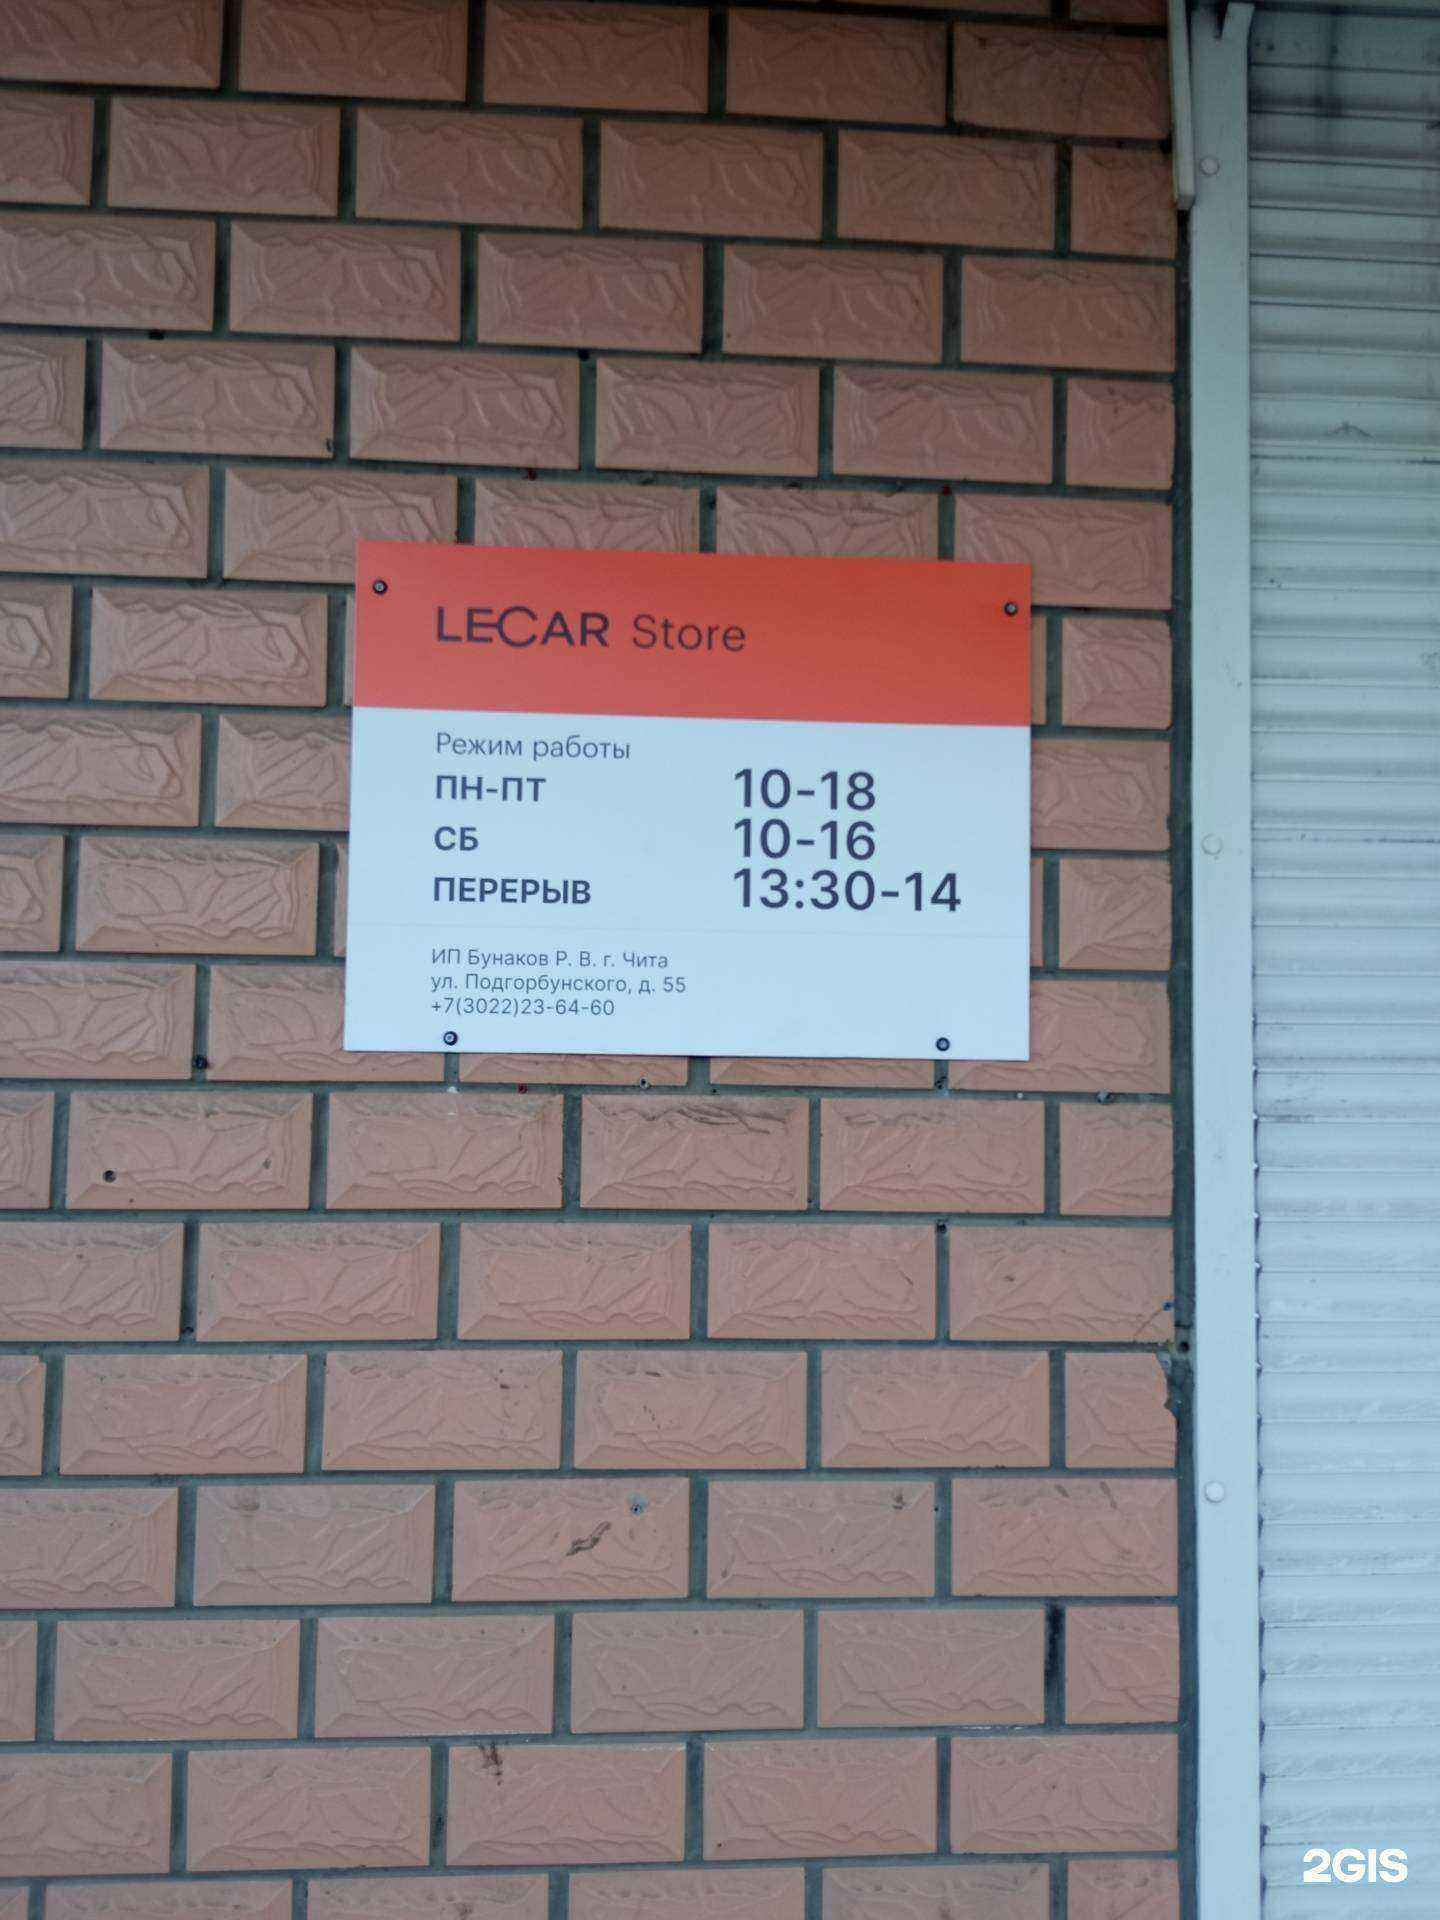 LECAR Store
Режим работы
ПН-ПТ 10-18
СБ 10-16
ПЕРЕРЫВ 13:30-14
ИП Бунаков Р. В. г. Чита
ул. Подгорбунского, д. 55
+7(3022)23-64-60
2GIS